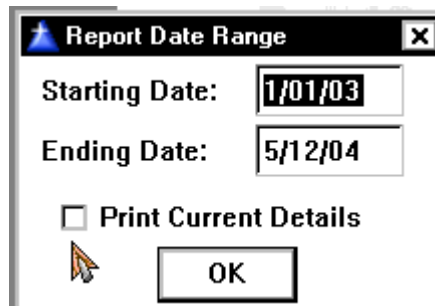 Report Date Range
Starting Date: 1/01/03
Ending Date: 5/12/04
Print Current Details
OK